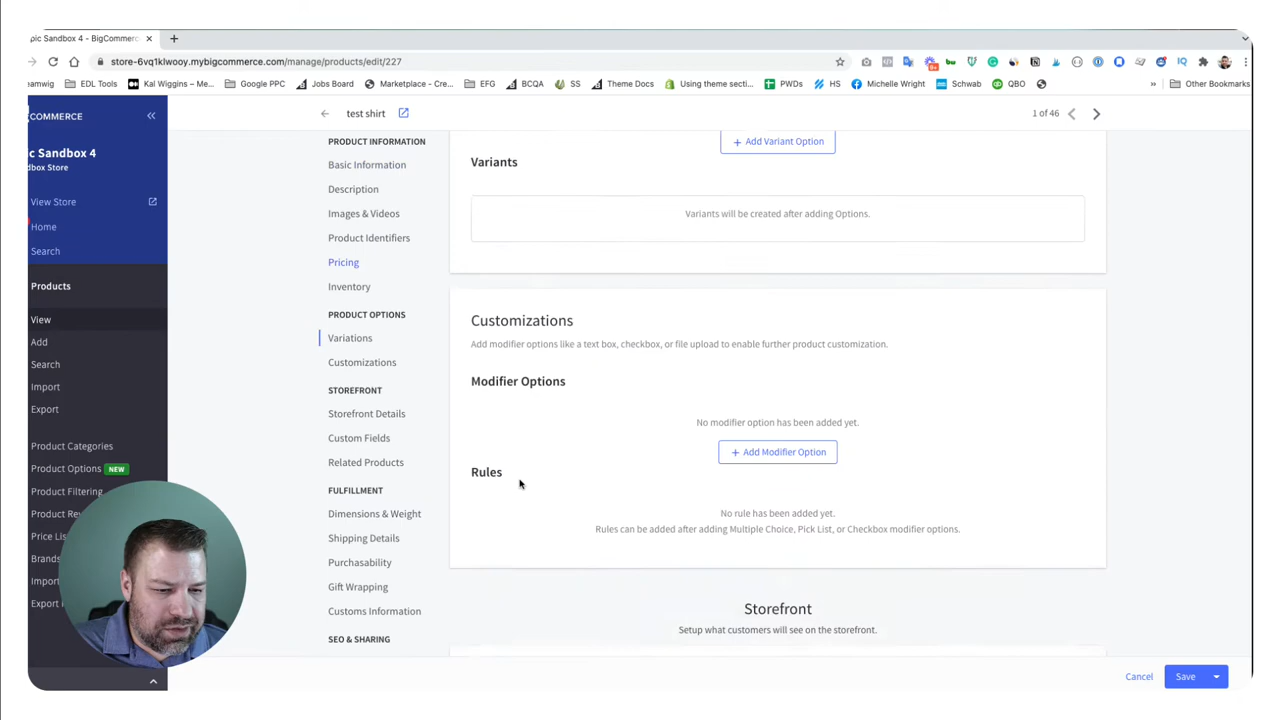 pic Sandbox 4 - BigCommerc
store-6vq1klwooy.mybigcommerce.com/manage/products/edit/227
eamwig
EDL Tools
Kal Wiggins – Me...
Google PPC
Jobs Board
Marketplace - Cre...
EFG
BCQA
SS
Theme Docs
Using theme secti...
PWDs
HS
Michelle Wright
Schwab
QBO
»
Other Bookmarks
COMMERCE
«
pic Sandbox 4
dbox Store
View Store
Home
Search
Products
View
Add
Search
Import
Export
Product Categories
Product Options NEW
Product Filtering
Product Rev
Price Lis
Brands
Import
Export
test shirt
1 of 46
PRODUCT INFORMATION
Basic Information
Description
Images & Videos
Product Identifiers
Pricing
Inventory
PRODUCT OPTIONS
Variations
Customizations
STOREFRONT
Storefront Details
Custom Fields
Related Products
FULFILLMENT
Dimensions & Weight
Shipping Details
Purchasability
Gift Wrapping
Customs Information
SEO & SHARING
+ Add Variant Option
Variants
Variants will be created after adding Options.
Customizations
Add modifier options like a text box, checkbox, or file upload to enable further product customization.
Modifier Options
No modifier option has been added yet.
+ Add Modifier Option
Rules
No rule has been added yet.
Rules can be added after adding Multiple Choice, Pick List, or Checkbox modifier options.
Storefront
Setup what customers will see on the storefront.
Cancel
Save